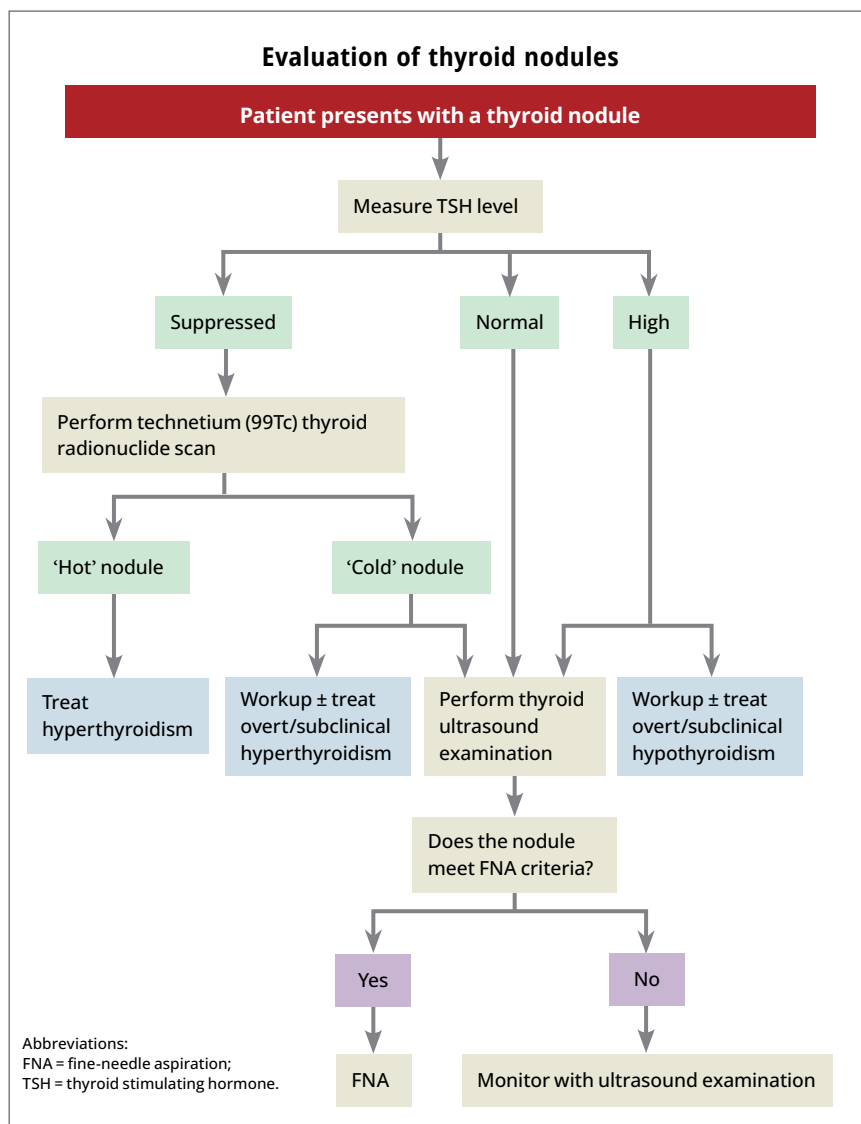 Evaluation of thyroid nodules
Patient presents with a thyroid nodule
Measure TSH level
Suppressed
Normal
High
Perform technetium (99Tc) thyroid
radionuclide scan
‘Hot’ nodule
‘Cold’ nodule
Treat
hyperthyroidism
Workup ± treat
overt/subclinical
hyperthyroidism
Perform thyroid
ultrasound
examination
Workup ± treat
overt/subclinical
hypothyroidism
Does the nodule
meet FNA criteria?
Yes
No
FNA
Monitor with ultrasound examination
Abbreviations:
FNA = fine-needle aspiration;
TSH = thyroid stimulating hormone.